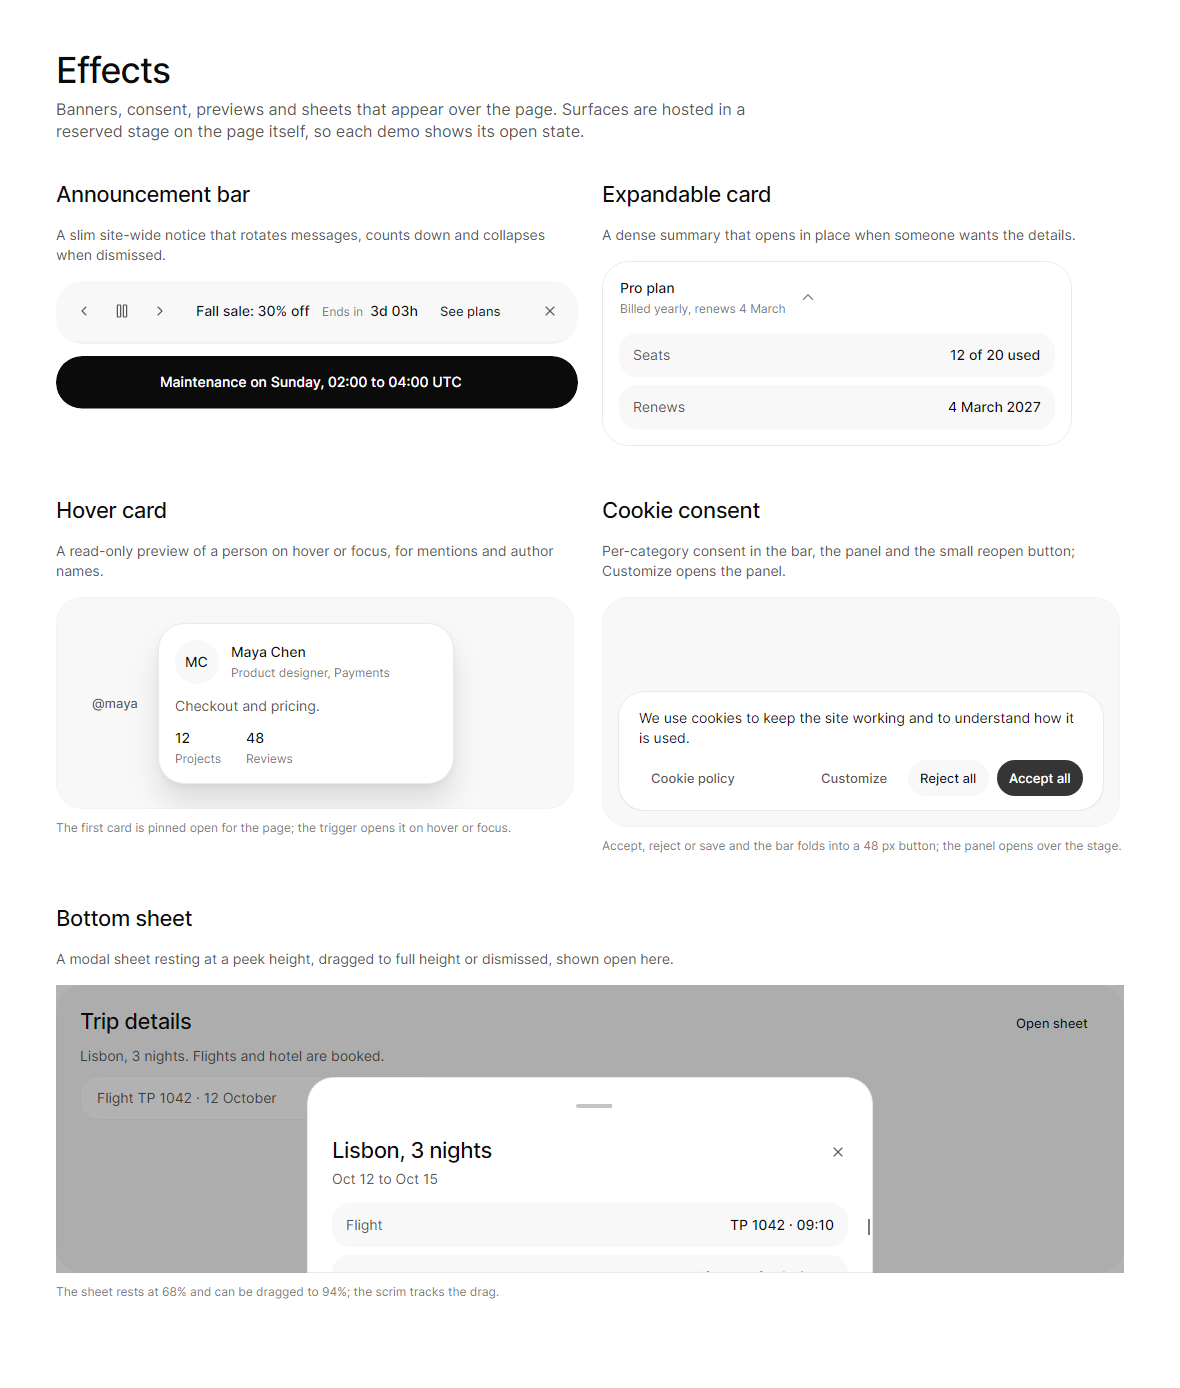 Effects
Banners, consent, previews and sheets that appear over the page. Surfaces are hosted in a
reserved stage on the page itself, so each demo shows its open state.
Announcement bar
A slim site-wide notice that rotates messages, counts down and collapses
when dismissed.
Fall sale: 30% off Ends in 3d 03h See plans
Maintenance on Sunday, 02:00 to 04:00 UTC
Expandable card
A dense summary that opens in place when someone wants the details.
Pro plan
Billed yearly, renews 4 March
Seats 12 of 20 used
Renews 4 March 2027
Hover card
A read-only preview of a person on hover or focus, for mentions and author
names.
@maya
MC
Maya Chen
Product designer, Payments
Checkout and pricing.
12 48
Projects Reviews
The first card is pinned open for the page; the trigger opens it on hover or focus.
Cookie consent
Per-category consent in the bar, the panel and the small reopen button;
Customize opens the panel.
We use cookies to keep the site working and to understand how it
is used.
Cookie policy Customize Reject all Accept all
Accept, reject or save and the bar folds into a 48 px button; the panel opens over the stage.
Bottom sheet
A modal sheet resting at a peek height, dragged to full height or dismissed, shown open here.
Trip details Open sheet
Lisbon, 3 nights. Flights and hotel are booked.
Flight TP 1042 · 12 October
Lisbon, 3 nights
Oct 12 to Oct 15
Flight TP 1042 · 09:10
The sheet rests at 68% and can be dragged to 94%; the scrim tracks the drag.